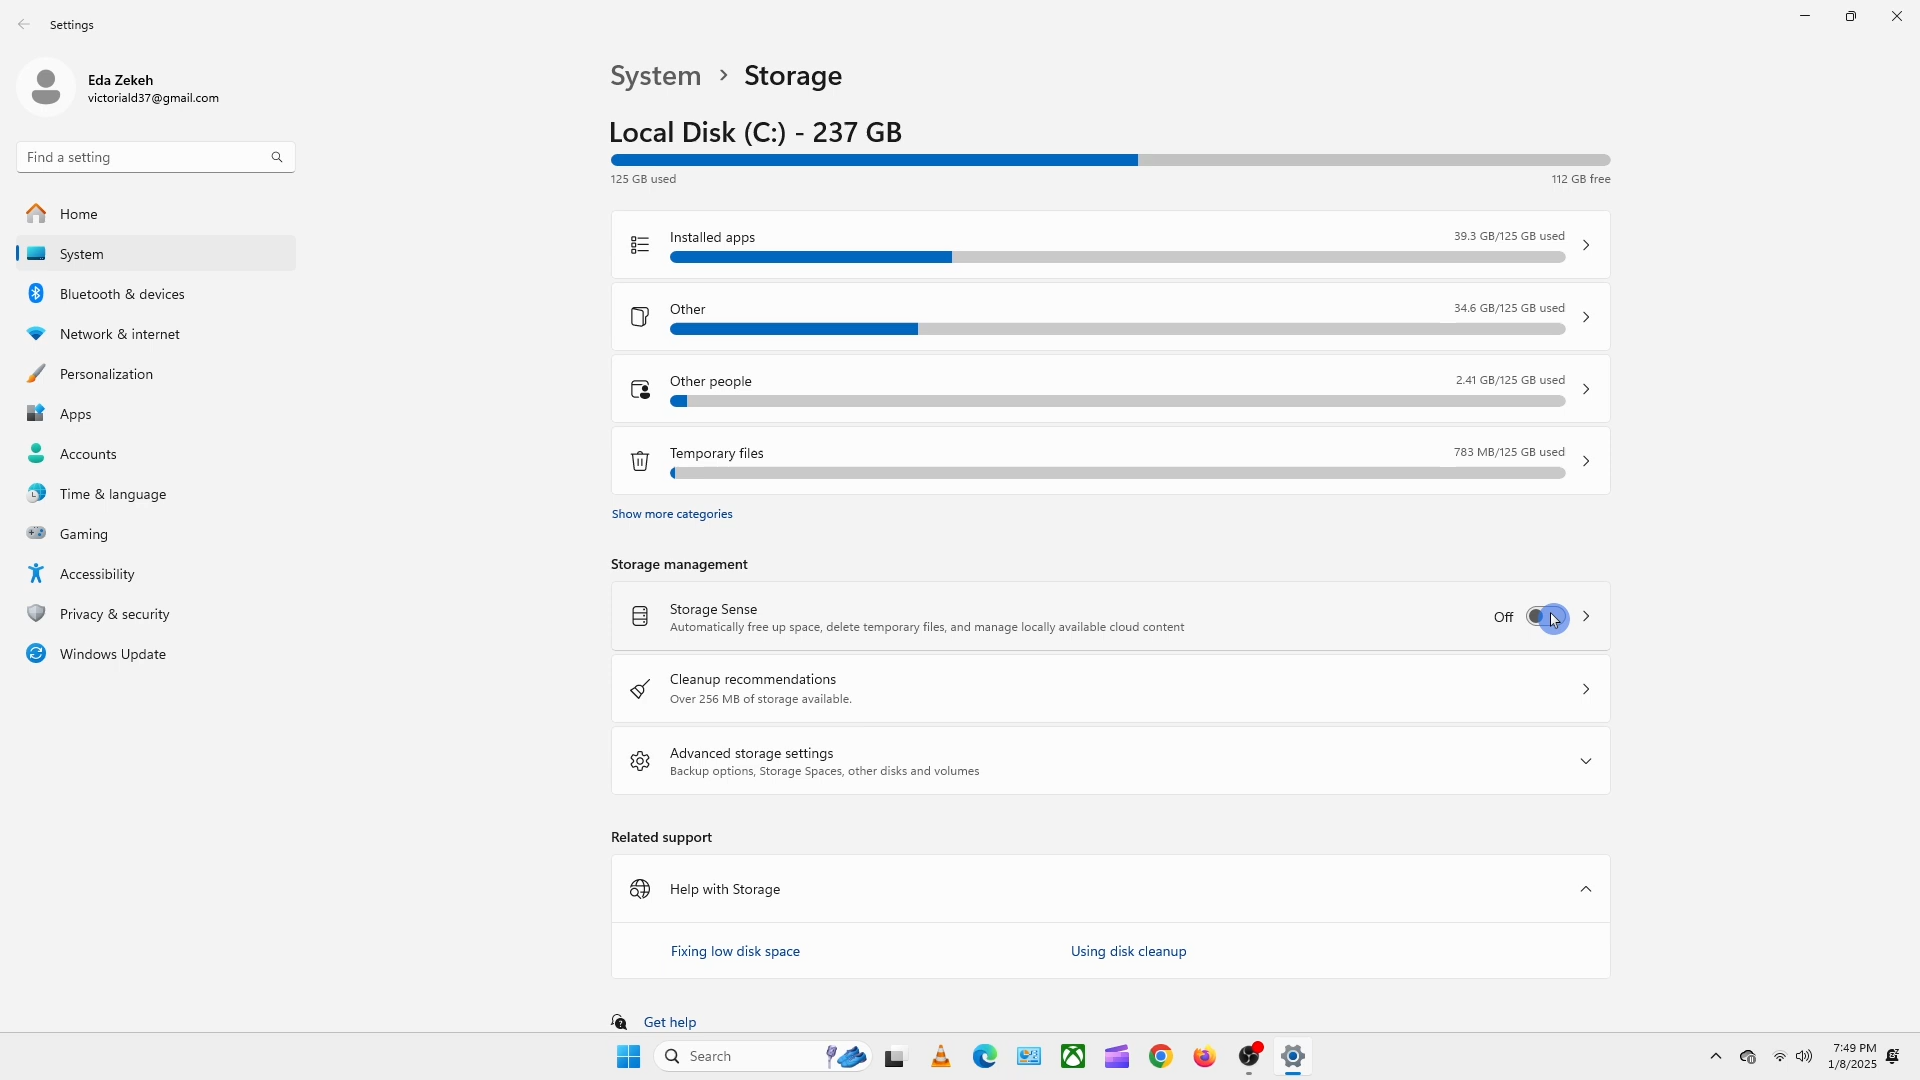 Settings
Eda Zekeh
victoriald37@gmail.com
Find a setting
Home
System
Bluetooth & devices
Network & internet
Personalization
Apps
Accounts
Time & language
Gaming
Accessibility
Privacy & security
Windows Update
System > Storage
Local Disk (C:) - 237 GB
125 GB used 112 GB free
Installed apps 39.3 GB/125 GB used
Other 34.6 GB/125 GB used
Other people 2.41 GB/125 GB used
Temporary files 783 MB/125 GB used
Show more categories
Storage management
Storage Sense
Automatically free up space, delete temporary files, and manage locally available cloud content
Off
Cleanup recommendations
Over 256 MB of storage available.
Advanced storage settings
Backup options, Storage Spaces, other disks and volumes
Related support
Help with Storage
Fixing low disk space Using disk cleanup
Get help
Search
7:49 PM
1/8/2025